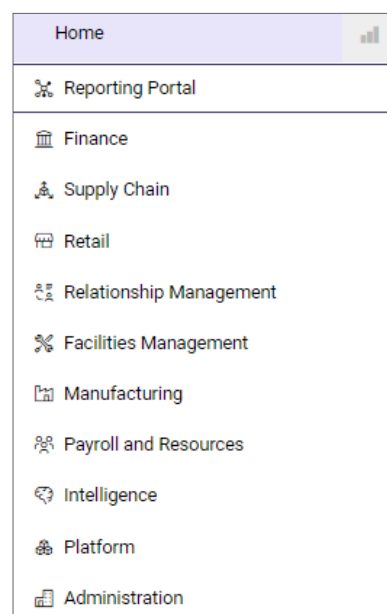 Home
Reporting Portal
Finance
Supply Chain
Retail
Relationship Management
Facilities Management
Manufacturing
Payroll and Resources
Intelligence
Platform
Administration